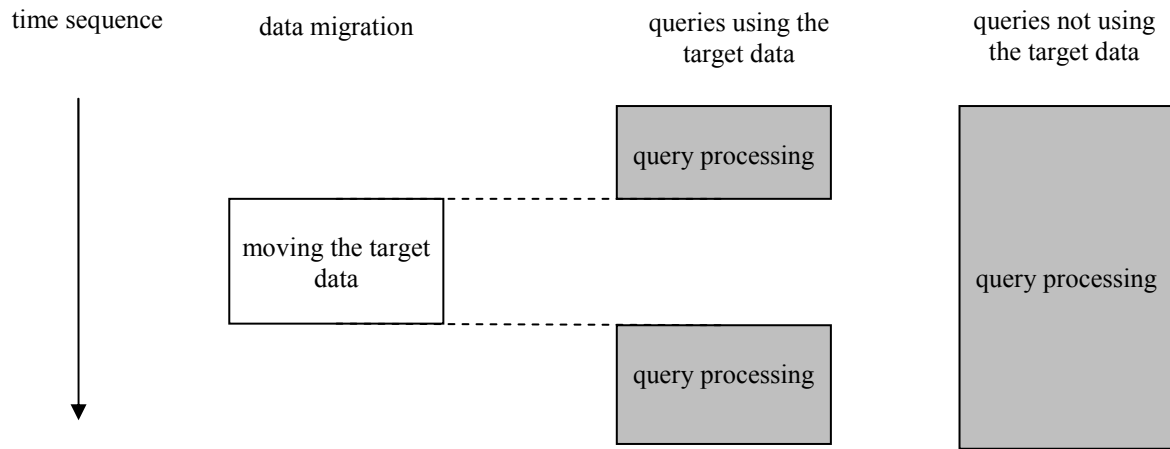 time sequence
data migration
queries using the
target data
queries not using
the target data
query processing
moving the target
data
query processing
query processing